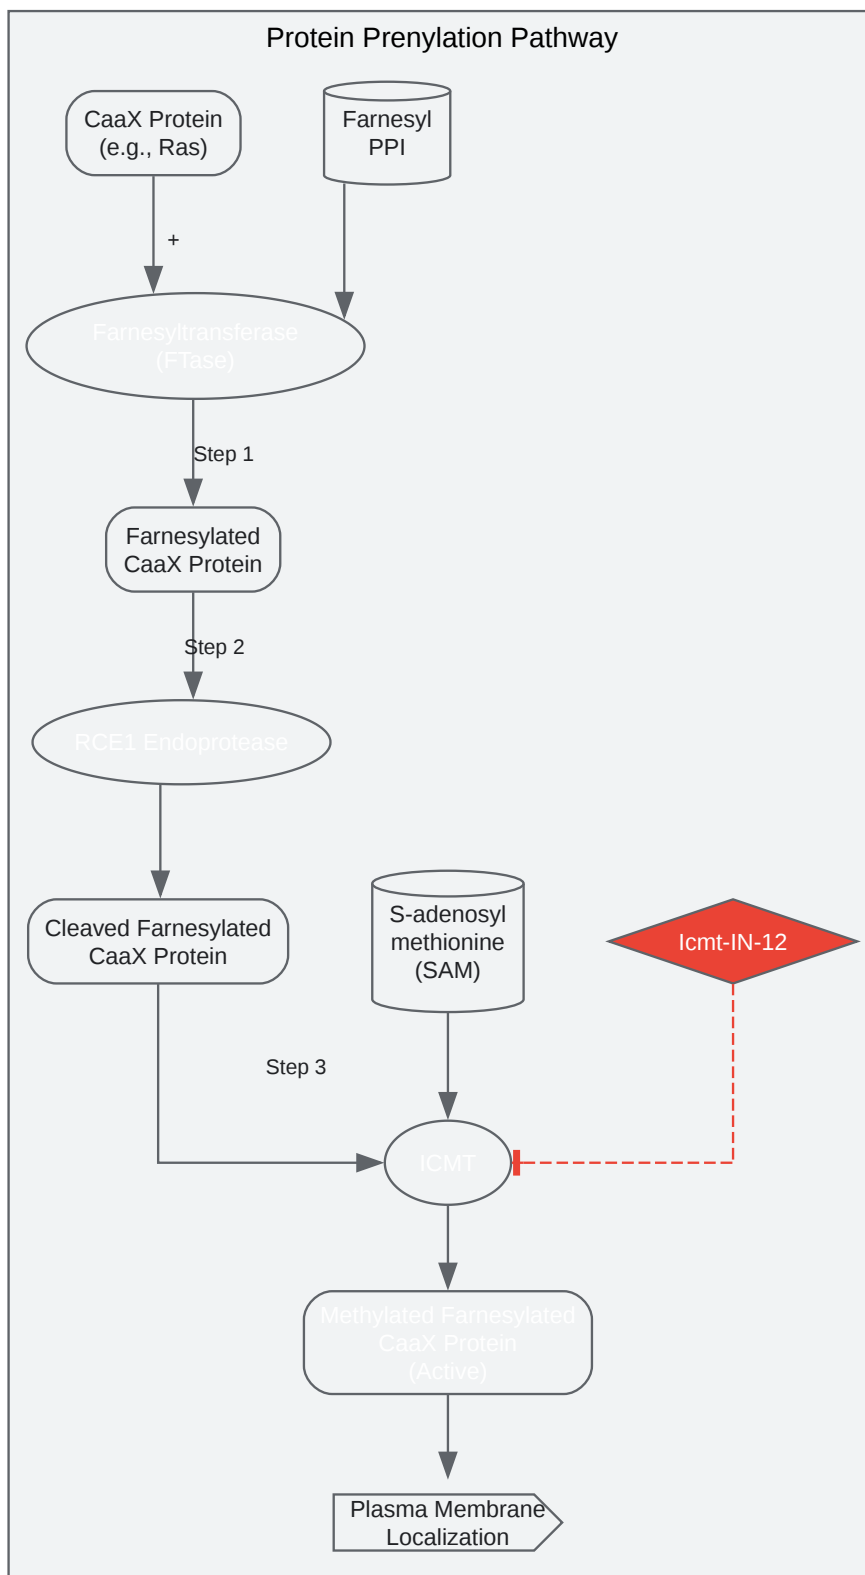 Protein Prenylation Pathway
CaaX Protein
(e.g., Ras)
Farnesyl
PPI
+
Farnesyltransferase
(FTase)
Step 1
Farnesylated
CaaX Protein
Step 2
RCE1 Endoprotease
Cleaved Farnesylated
CaaX Protein
S-adenosyl
methionine
(SAM)
Icmt-IN-12
Step 3
ICMT
Methylated Farnesylated
CaaX Protein
(Active)
Plasma Membrane
Localization